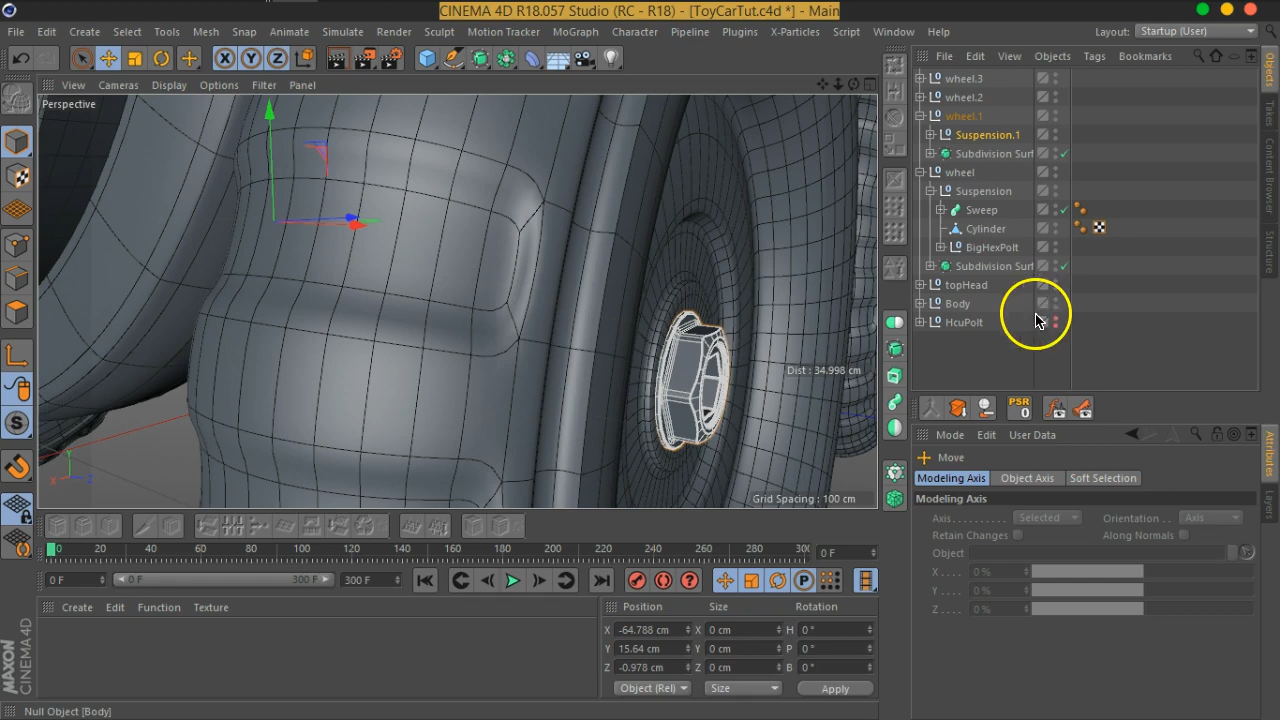 CINEMA 4D R18.057 Studio (RC - R18) - [ToyCarTut.c4d *] - Main
File Edit Create Select Tools Mesh Snap Animate Simulate Render Sculpt Motion Tracker MoGraph Character Pipeline Plugins X-Particles Script Window Help Layout: Startup (User)
X Y Z
File Edit View Objects Tags Bookmarks
View Cameras Display Options Filter Panel
Perspective
wheel.3
wheel.2
wheel.1
Suspension.1
Subdivision Surf
wheel
Suspension
Sweep
Cylinder
BigHexPolt
Subdivision Surf
topHead
Body
HcuPolt
Objects
Takes
Content Browser
Structure
Dist : 34.998 cm
Grid Spacing : 100 cm
Y
X Z
PSR
0
Mode Edit User Data
Move
Modeling Axis Object Axis Soft Selection
Modeling Axis
Axis Selected Orientation Axis
Retain Changes Along Normals
Object
X 0 %
Y 0 %
Z 0 %
Attributes
Layers
0 20 40 60 80 100 120 140 160 180 200 220 240 260 280 30
0 F
0 F 0 F 300 F 300 F
Create Edit Function Texture
Position Size Rotation
X -64.788 cm X 0 cm H 0 °
Y 15.64 cm Y 0 cm P 0 °
Z -0.978 cm Z 0 cm B 0 °
Object (Rel) Size Apply
MAXON
CINEMA 4D
Null Object [Body]